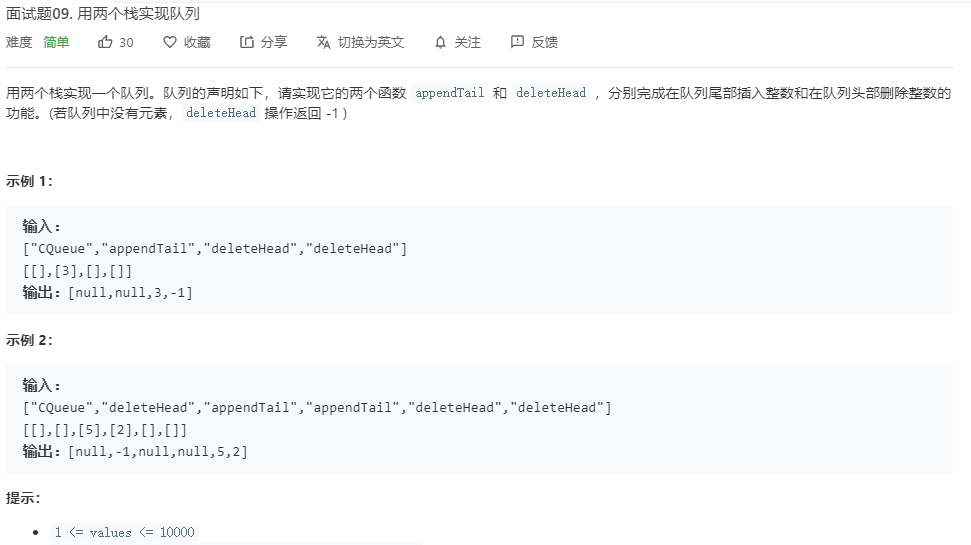 面试题09. 用两个栈实现队列
难度 简单 30 收藏 分享 切换为英文 关注 反馈
用两个栈实现一个队列。队列的声明如下，请实现它的两个函数 appendTail 和 deleteHead ，分别完成在队列尾部插入整数和在队列头部删除整数的
功能。(若队列中没有元素， deleteHead 操作返回 -1 )
示例 1：
输入：
["CQueue","appendTail","deleteHead","deleteHead"]
[[],[3],[],[]]
输出：[null,null,3,-1]
示例 2：
输入：
["CQueue","deleteHead","appendTail","appendTail","deleteHead","deleteHead"]
[[],[],[5],[2],[],[]]
输出：[null,-1,null,null,5,2]
提示：
• 1 <= values <= 10000